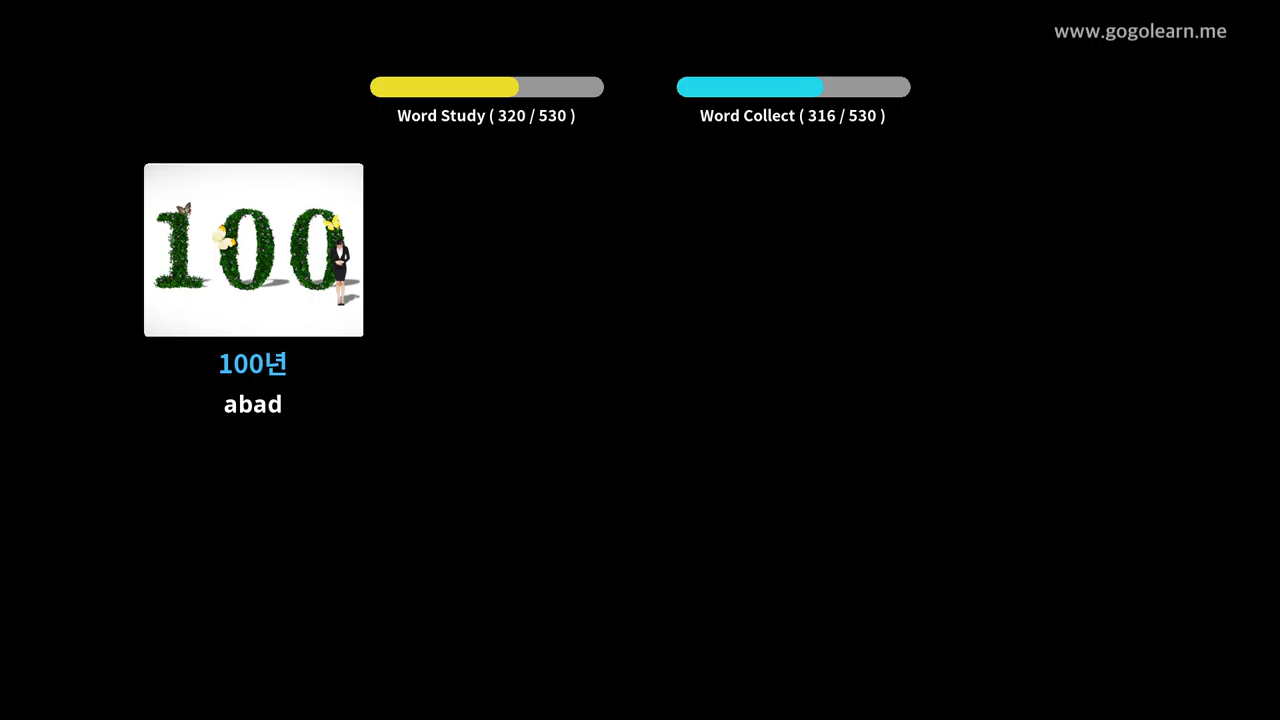 www.gogolearn.me
Word Study ( 320 / 530 )
Word Collect ( 316 / 530 )
100
100년
abad